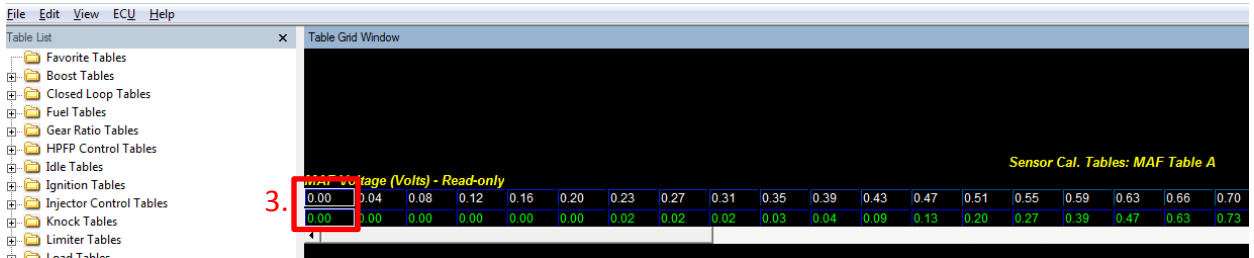 File Edit View ECU Help
Table List x
Favorite Tables
Boost Tables
Closed Loop Tables
Fuel Tables
Gear Ratio Tables
HPFP Control Tables
Idle Tables
Ignition Tables
Injector Control Tables
Knock Tables
Limiter Tables
Load Tables
Table Grid Window
Sensor Cal. Tables: MAF Table A
MAF Voltage (Volts) - Read-only
3.
0.00 0.04 0.08 0.12 0.16 0.20 0.23 0.27 0.31 0.35 0.39 0.43 0.47 0.51 0.55 0.59 0.63 0.66 0.70
0.00 0.00 0.00 0.00 0.00 0.00 0.02 0.02 0.02 0.03 0.04 0.09 0.13 0.20 0.27 0.39 0.47 0.63 0.73